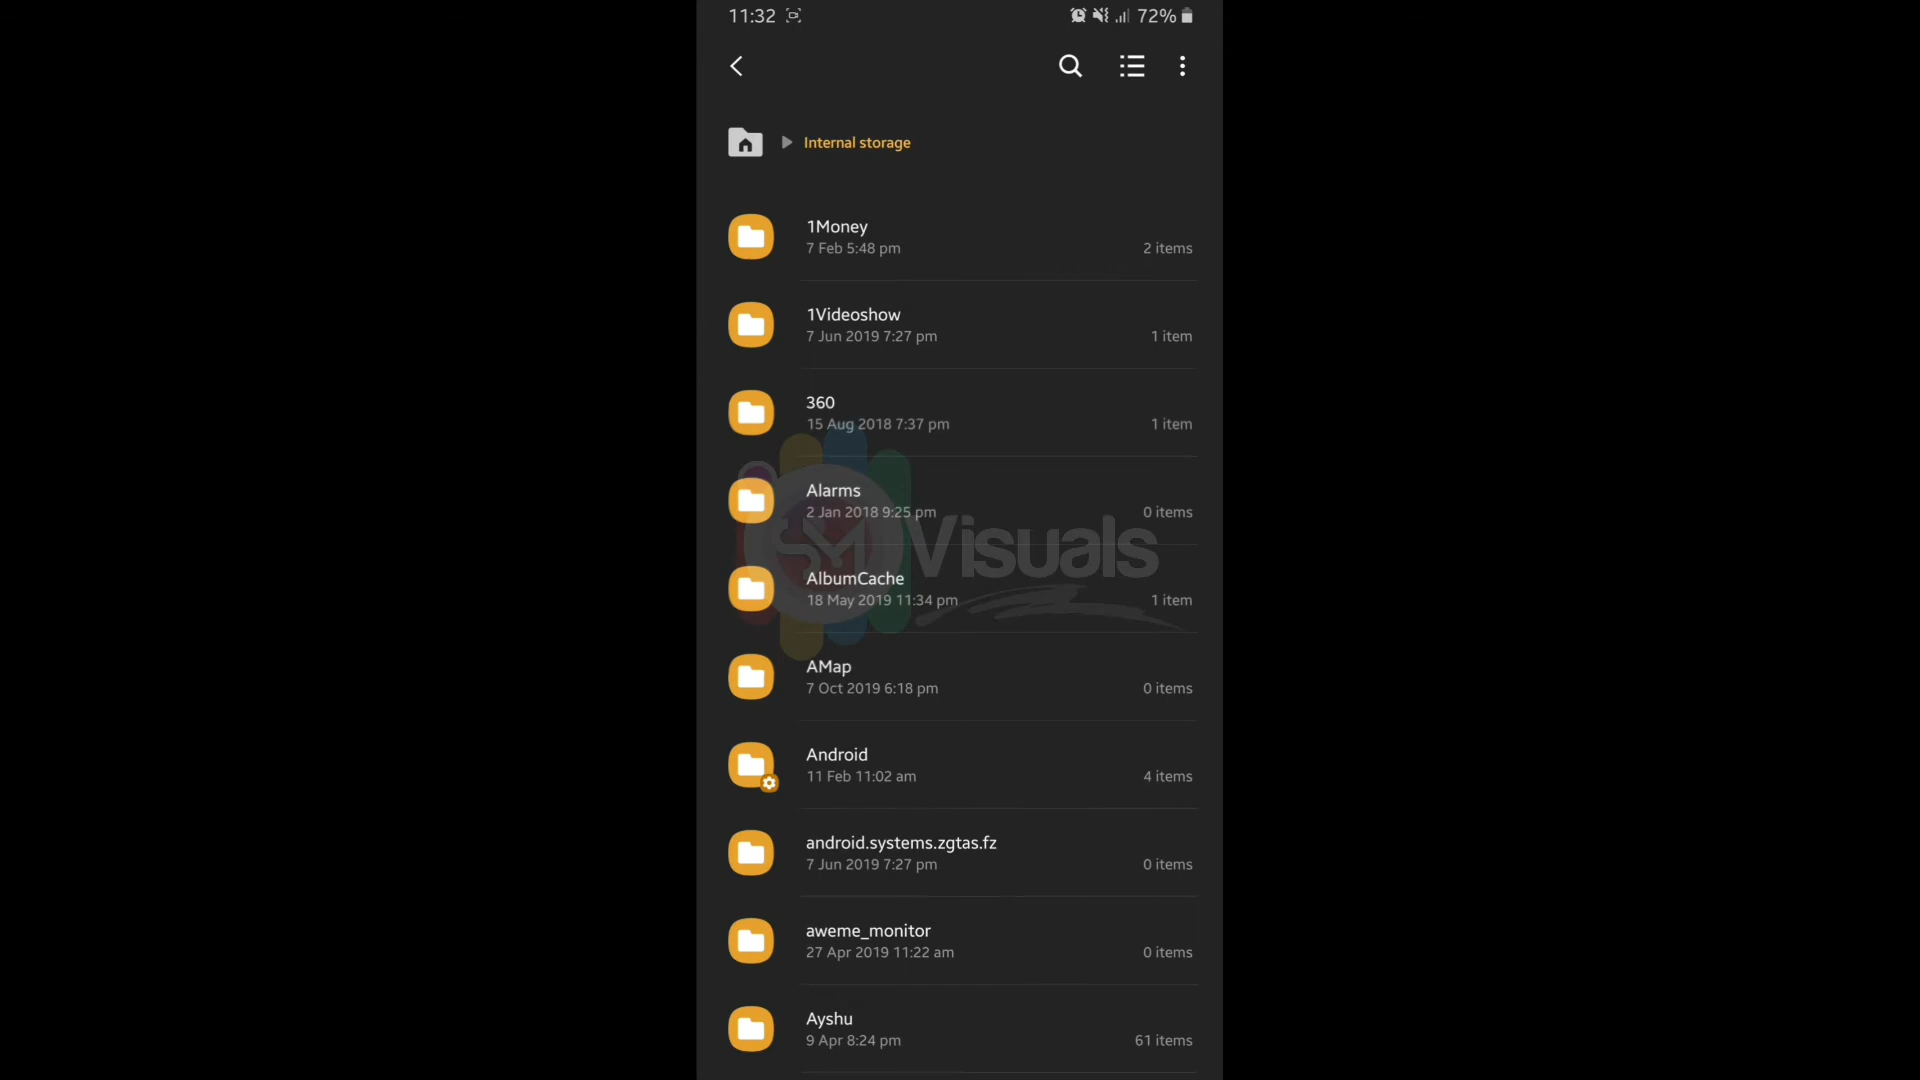 11:32
72%
Internal storage
1Money
7 Feb 5:48 pm
2 items
1Videoshow
7 Jun 2019 7:27 pm
1 item
360
15 Aug 2018 7:37 pm
1 item
Alarms
2 Jan 2018 9:25 pm
0 items
SM Visuals
AlbumCache
18 May 2019 11:34 pm
1 item
AMap
7 Oct 2019 6:18 pm
0 items
Android
11 Feb 11:02 am
4 items
android.systems.zgtas.fz
7 Jun 2019 7:27 pm
0 items
aweme_monitor
27 Apr 2019 11:22 am
0 items
Ayshu
9 Apr 8:24 pm
61 items